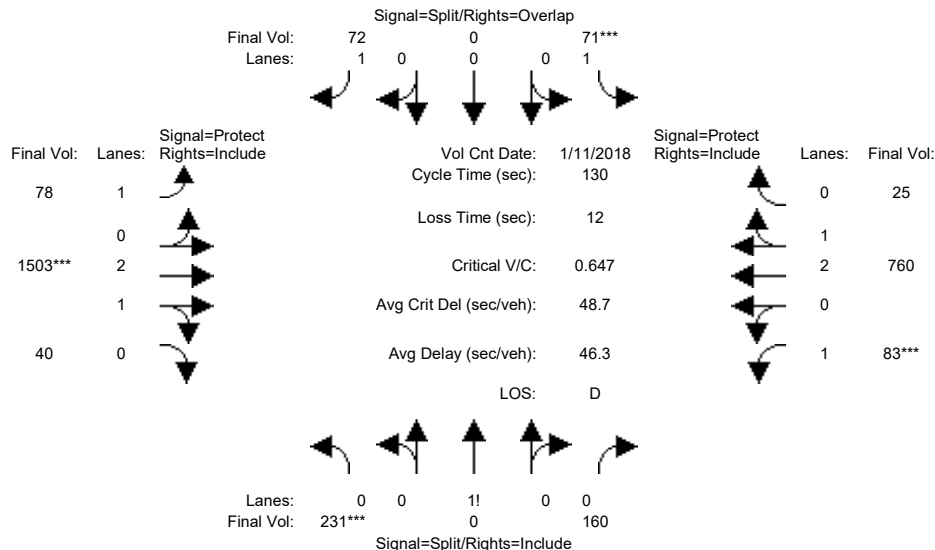 Signal=Split/Rights=Overlap
Final Vol: 72 0 71***
Lanes: 1 0 0 0 1
Signal=Protect Signal=Protect
Final Vol: Lanes: Rights=Include Vol Cnt Date: 1/11/2018 Rights=Include Lanes: Final Vol:
Cycle Time (sec): 130
78 1 0 25
Loss Time (sec): 12
0 1
1503*** 2 Critical V/C: 0.647 2 760
1 Avg Crit Del (sec/veh): 48.7 0
40 0 Avg Delay (sec/veh): 46.3 1 83***
LOS: D
Lanes: 0 0 1! 0 0
Final Vol: 231*** 0 160
Signal=Split/Rights=Include